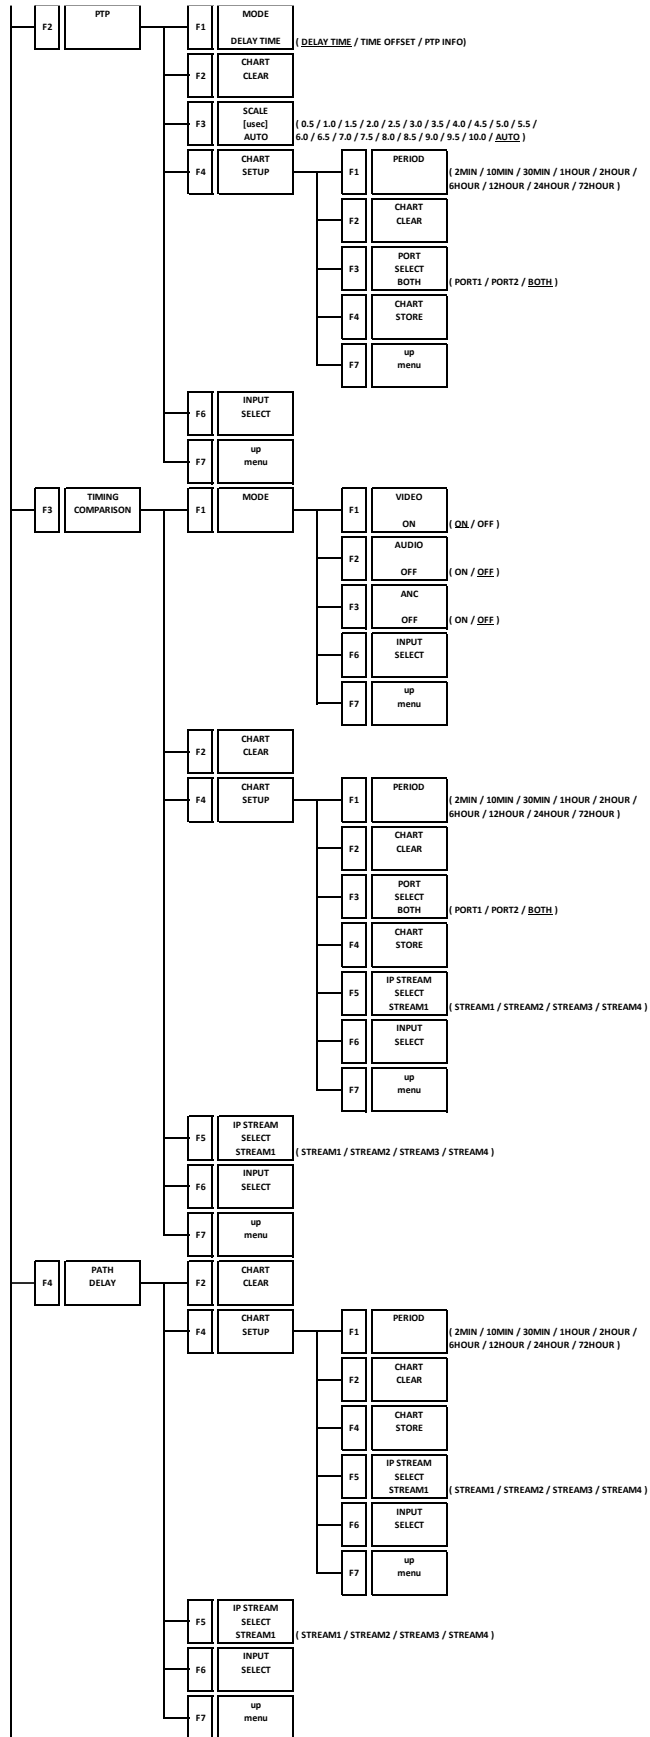 F2
PTP
F1
MODE
DELAY TIME
( DELAY TIME / TIME OFFSET / PTP INFO)
F2
CHART
CLEAR
F3
SCALE
[usec]
AUTO
( 0.5 / 1.0 / 1.5 / 2.0 / 2.5 / 3.0 / 3.5 / 4.0 / 4.5 / 5.0 / 5.5 /
6.0 / 6.5 / 7.0 / 7.5 / 8.0 / 8.5 / 9.0 / 9.5 / 10.0 / AUTO )
F4
CHART
SETUP
F1
PERIOD
( 2MIN / 10MIN / 30MIN / 1HOUR / 2HOUR /
6HOUR / 12HOUR / 24HOUR / 72HOUR )
F2
CHART
CLEAR
F3
PORT
SELECT
BOTH
( PORT1 / PORT2 / BOTH )
F4
CHART
STORE
F7
up
menu
F6
INPUT
SELECT
F7
up
menu
F3
TIMING
COMPARISON
F1
MODE
F1
VIDEO
ON
( ON / OFF )
F2
AUDIO
OFF
( ON / OFF )
F3
ANC
OFF
( ON / OFF )
F6
INPUT
SELECT
F7
up
menu
F2
CHART
CLEAR
F4
CHART
SETUP
F1
PERIOD
( 2MIN / 10MIN / 30MIN / 1HOUR / 2HOUR /
6HOUR / 12HOUR / 24HOUR / 72HOUR )
F2
CHART
CLEAR
F3
PORT
SELECT
BOTH
( PORT1 / PORT2 / BOTH )
F4
CHART
STORE
F5
IP STREAM
SELECT
STREAM1
( STREAM1 / STREAM2 / STREAM3 / STREAM4 )
F6
INPUT
SELECT
F7
up
menu
F5
IP STREAM
SELECT
STREAM1
( STREAM1 / STREAM2 / STREAM3 / STREAM4 )
F6
INPUT
SELECT
F7
up
menu
F4
PATH
DELAY
F2
CHART
CLEAR
F4
CHART
SETUP
F1
PERIOD
( 2MIN / 10MIN / 30MIN / 1HOUR / 2HOUR /
6HOUR / 12HOUR / 24HOUR / 72HOUR )
F2
CHART
CLEAR
F4
CHART
STORE
F5
IP STREAM
SELECT
STREAM1
( STREAM1 / STREAM2 / STREAM3 / STREAM4 )
F6
INPUT
SELECT
F7
up
menu
F5
IP STREAM
SELECT
STREAM1
( STREAM1 / STREAM2 / STREAM3 / STREAM4 )
F6
INPUT
SELECT
F7
up
menu